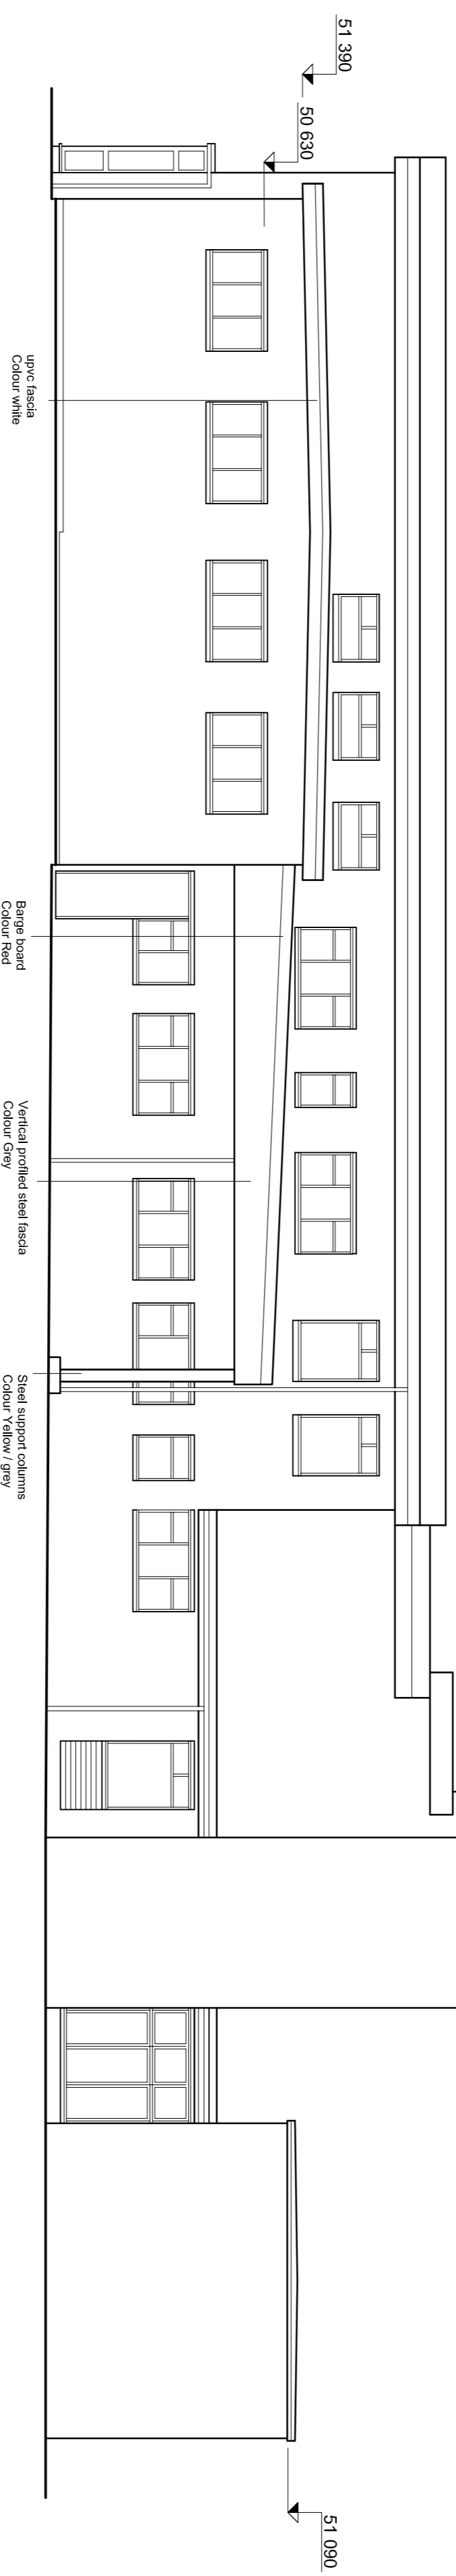 51 390
50 630
upvc fascia
Colour white
Barge board
Colour Red
Vertical profiled steel fascia
Colour Grey
Steel support columns
Colour Yellow / grey
51 090